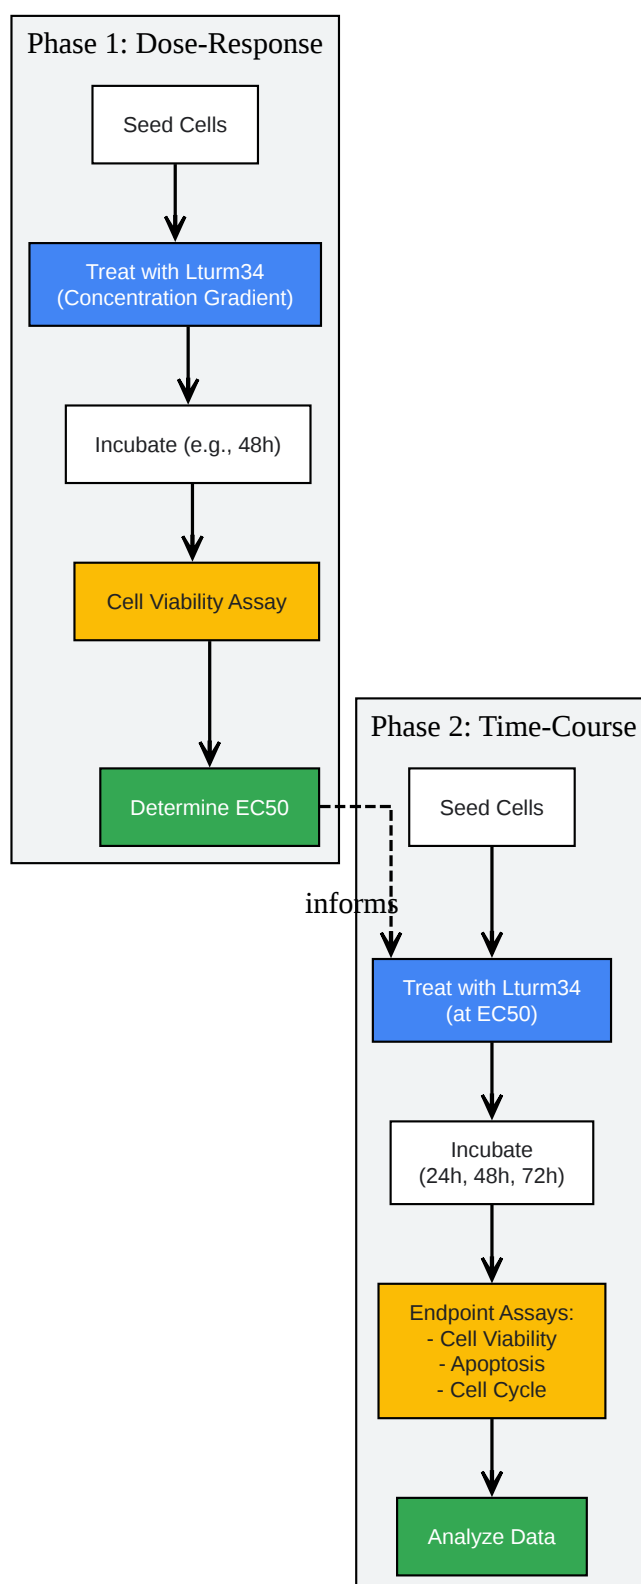 Phase 1: Dose-Response
Seed Cells
Treat with Lturm34
(Concentration Gradient)
Incubate (e.g., 48h)
Cell Viability Assay
Determine EC50
informs
Phase 2: Time-Course
Seed Cells
Treat with Lturm34
(at EC50)
Incubate
(24h, 48h, 72h)
Endpoint Assays:
- Cell Viability
- Apoptosis
- Cell Cycle
Analyze Data